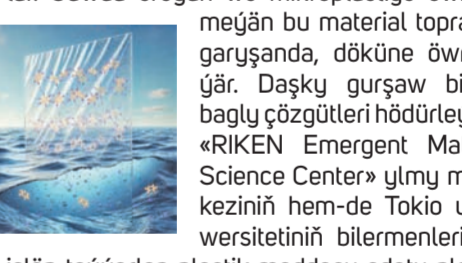 meýän bu material topra
garyşanda, döküne öwr
ýär. Daşky gurşaw bi
bagly çözgütleri hödürley
«RIKEN Emergent Ma
Science Center» ylmy m
keziniň hem-de Tokio u
wersitetiniň bilermenleri